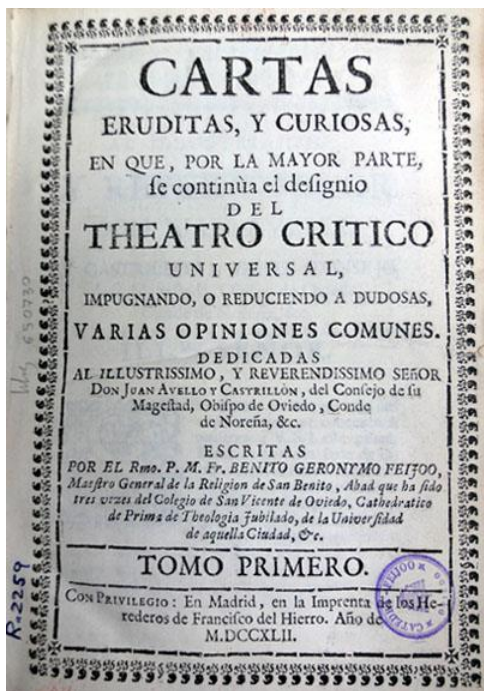 CARTAS
ERUDITAS, Y CURIOSAS,
EN QUE, POR LA MAYOR PARTE,
se continùa el designio
DEL
THEATRO CRITICO
UNIVERSAL,
IMPUGNANDO, O REDUCIENDO A DUDOSAS,
VARIAS OPINIONES COMUNES.
DEDICADAS
AL ILLUSTRISSIMO, Y REVERENDISSIMO SEñOR
DON JUAN AVELLO Y CASTRILLÒN, del Consejo de su
Magestad, Obispo de Oviedo, Conde
de Noreña, &c.
ESCRITAS
POR EL Rmo. P. M. Fr. BENITO GERONYMO FEIJOO,
Maestro General de la Religion de San Benito, Abad que ha sido
tres vezes del Colegio de San Vicente de Oviedo, Cathedratico
de Prima de Theologia Jubilado, de la Universidad
de aquella Ciudad, &c.
TOMO PRIMERO.
CON PRIVILEGIO: En Madrid, en la Imprenta de los He-
rederos de Francisco del Hierro. Año de
M.DCCXLII.
R-2259
FEIJOO